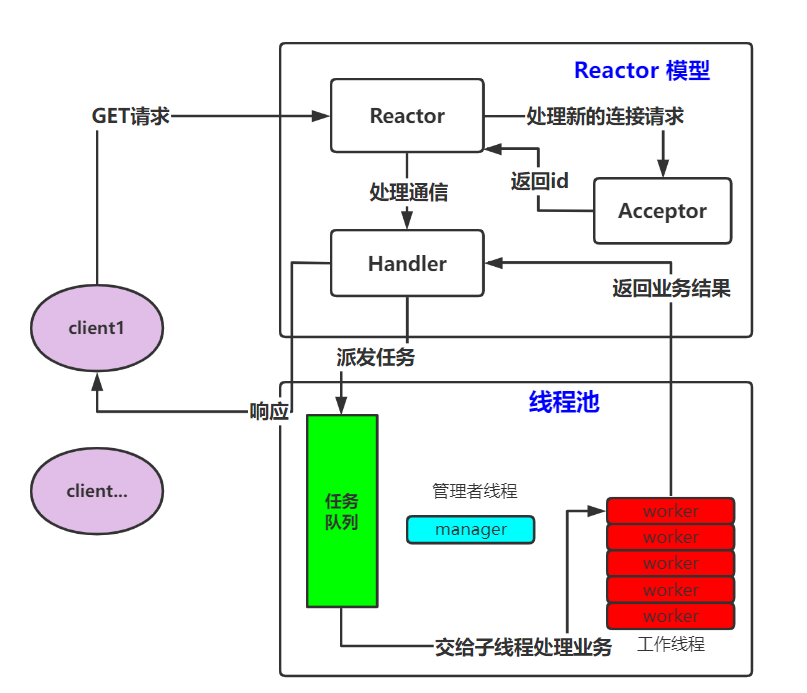 Reactor 模型
GET请求
Reactor
处理新的连接请求
处理通信
返回id
Acceptor
Handler
返回业务结果
client1
派发任务
响应
线程池
client...
任务
队列
管理者线程
manager
worker
worker
worker
worker
worker
交给子线程处理业务
工作线程